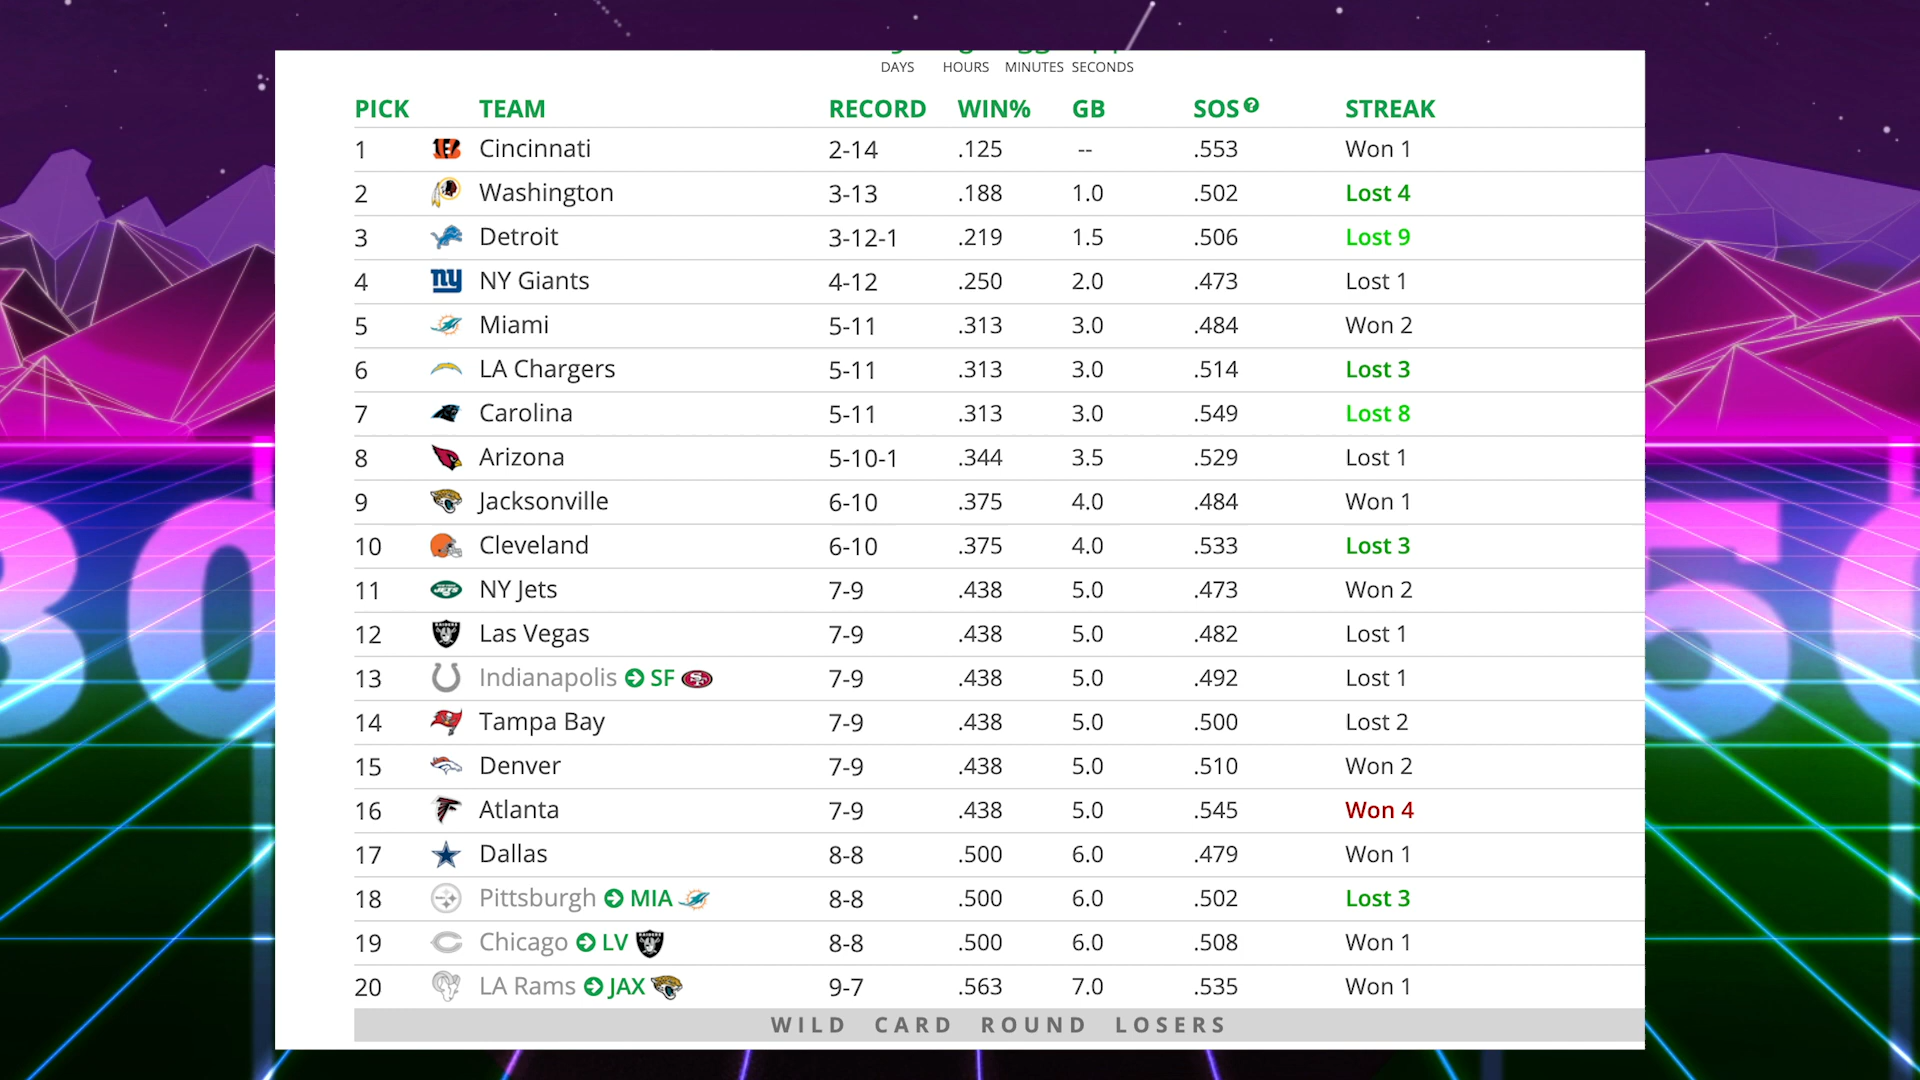 DAYS HOURS MINUTES SECONDS
PICK TEAM RECORD WIN% GB SOS? STREAK
1 Cincinnati 2-14 .125 -- .553 Won 1
2 Washington 3-13 .188 1.0 .502 Lost 4
3 Detroit 3-12-1 .219 1.5 .506 Lost 9
4 NY Giants 4-12 .250 2.0 .473 Lost 1
5 Miami 5-11 .313 3.0 .484 Won 2
6 LA Chargers 5-11 .313 3.0 .514 Lost 3
7 Carolina 5-11 .313 3.0 .549 Lost 8
8 Arizona 5-10-1 .344 3.5 .529 Lost 1
9 Jacksonville 6-10 .375 4.0 .484 Won 1
10 Cleveland 6-10 .375 4.0 .533 Lost 3
11 NY Jets 7-9 .438 5.0 .473 Won 2
12 Las Vegas 7-9 .438 5.0 .482 Lost 1
13 Indianapolis SF 7-9 .438 5.0 .492 Lost 1
14 Tampa Bay 7-9 .438 5.0 .500 Lost 2
15 Denver 7-9 .438 5.0 .510 Won 2
16 Atlanta 7-9 .438 5.0 .545 Won 4
17 Dallas 8-8 .500 6.0 .479 Won 1
18 Pittsburgh MIA 8-8 .500 6.0 .502 Lost 3
19 Chicago LV 8-8 .500 6.0 .508 Won 1
20 LA Rams JAX 9-7 .563 7.0 .535 Won 1
WILD CARD ROUND LOSERS